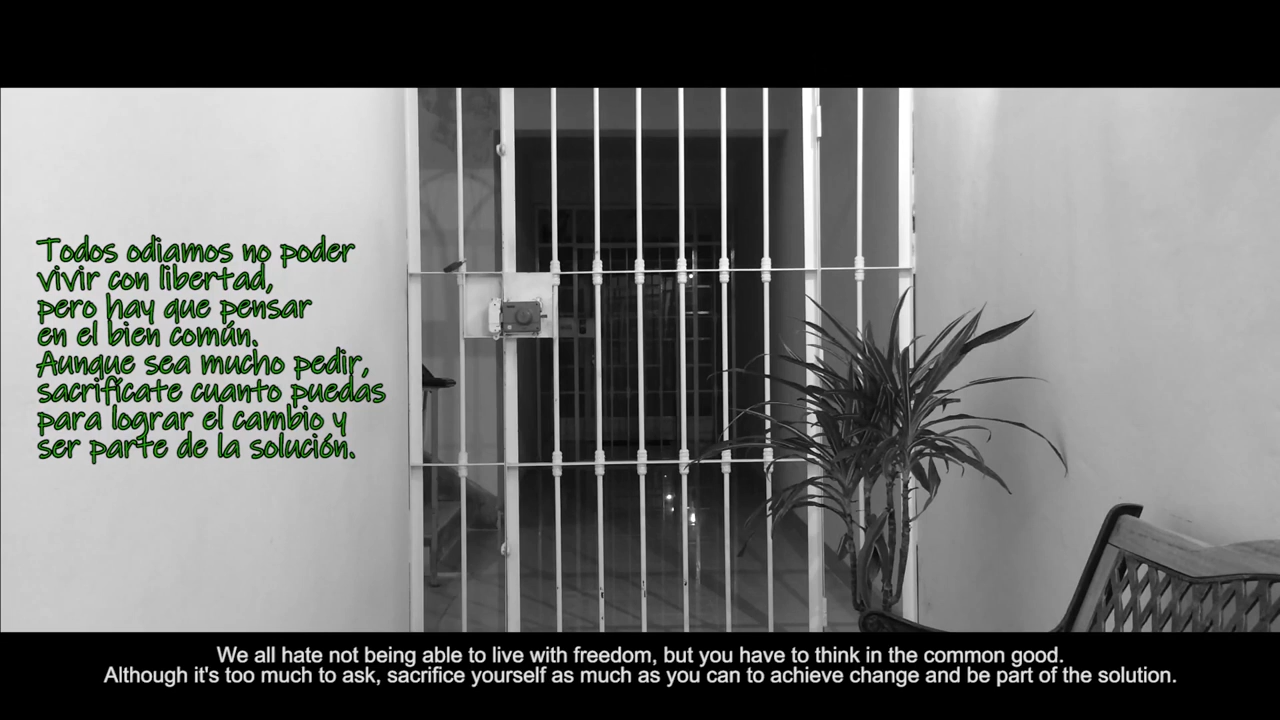 Todos odiamos no poder
vivir con libertad,
pero hay que pensar
en el bien común.
Aunque sea mucho pedir,
sacrifícate cuanto puedas
para lograr el cambio y
ser parte de la solución.
We all hate not being able to live with freedom, but you have to think in the common good.
Although it's too much to ask, sacrifice yourself as much as you can to achieve change and be part of the solution.